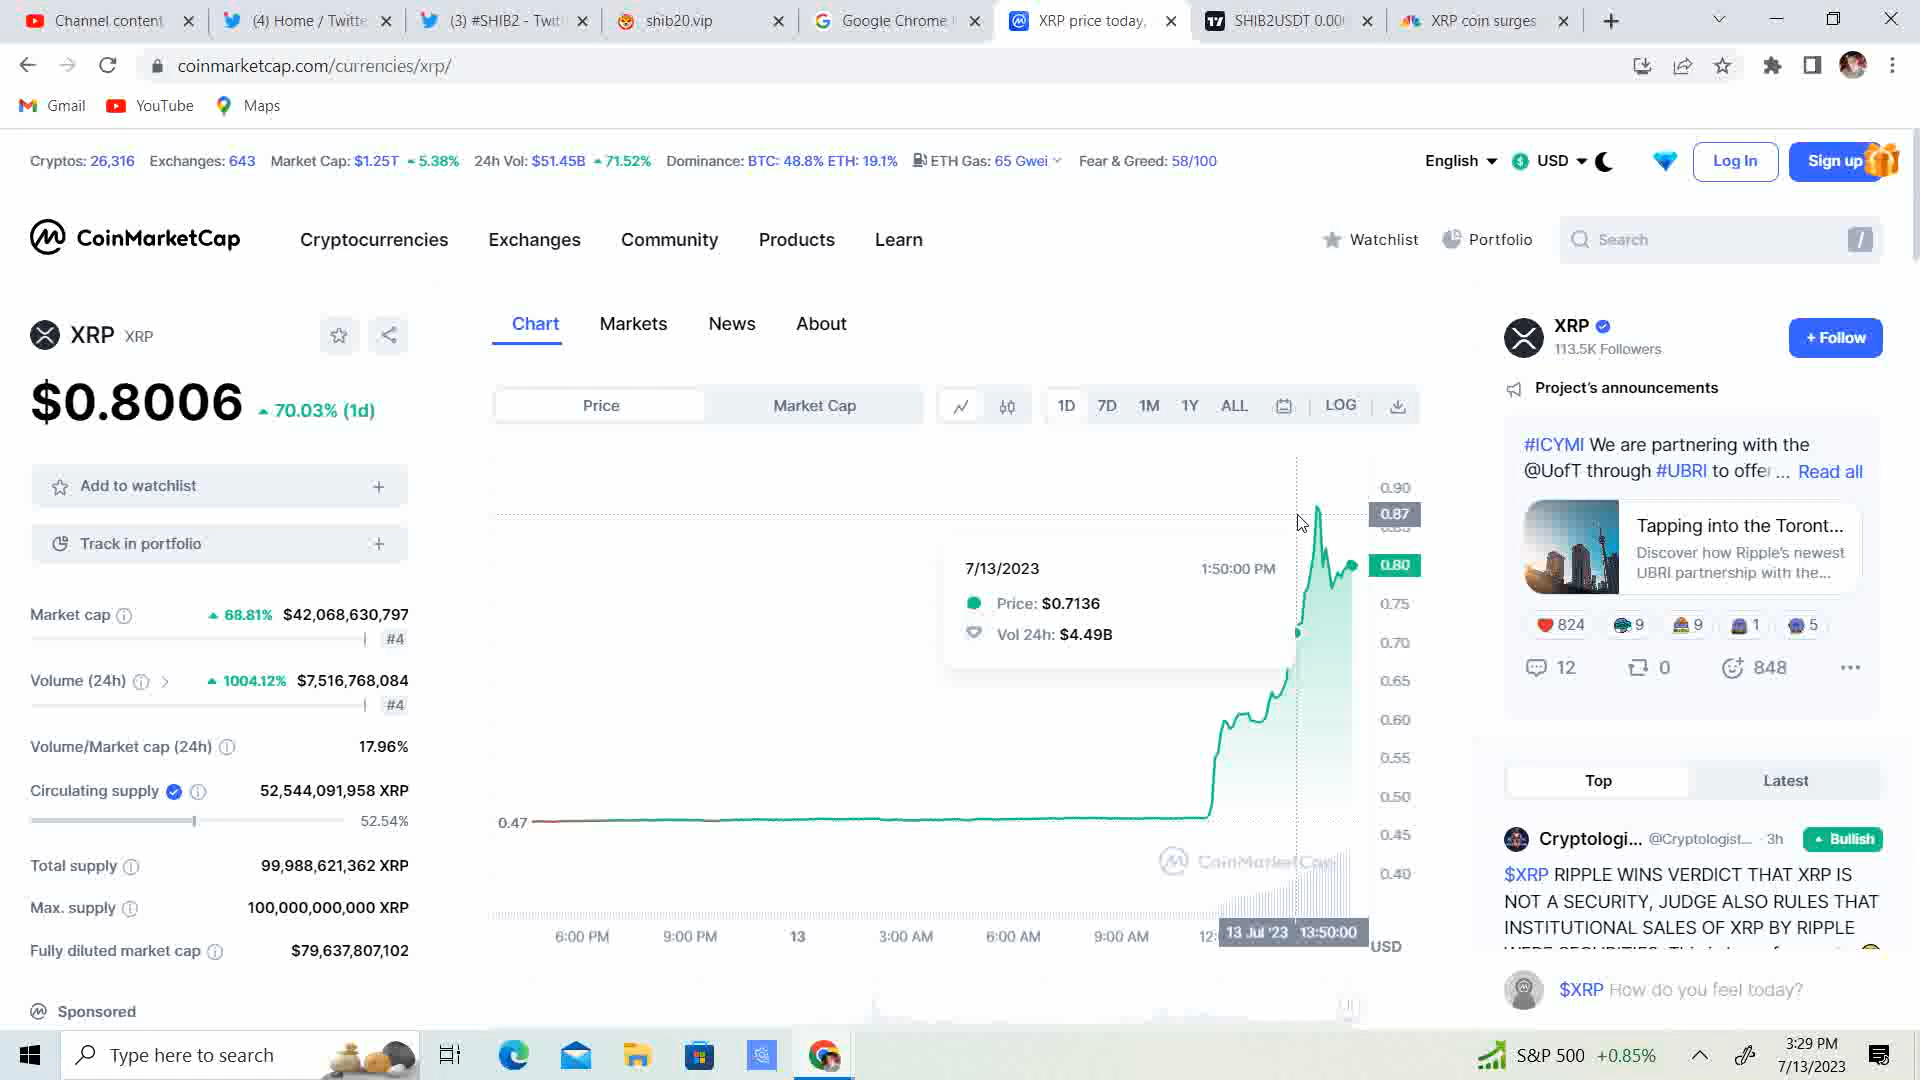 Channel content
(4) Home / Twitte
(3) #SHIB2 - Twitt
shib20.vip
Google Chrome
XRP price today,
SHIB2USDT 0.00
XRP coin surges
coinmarketcap.com/currencies/xrp/
Gmail
YouTube
Maps
Cryptos: 26,316 Exchanges: 643 Market Cap: $1.25T 5.38% 24h Vol: $51.45B 71.52% Dominance: BTC: 48.8% ETH: 19.1% ETH Gas: 65 Gwei Fear & Greed: 58/100
English USD
Log In
Sign up
CoinMarketCap
Cryptocurrencies Exchanges Community Products Learn
Watchlist Portfolio
Search /
XRP XRP
$0.8006 70.03% (1d)
Add to watchlist +
Track in portfolio +
Market cap 68.81% $42,068,630,797
#4
Volume (24h) > 1004.12% $7,516,768,084
#4
Volume/Market cap (24h) 17.96%
Circulating supply 52,544,091,958 XRP
52.54%
Total supply 99,988,621,362 XRP
Max. supply 100,000,000,000 XRP
Fully diluted market cap $79,637,807,102
Sponsored
Chart Markets News About
Price Market Cap
1D 7D 1M 1Y ALL LOG
0.90
0.87
0.80
0.75
0.70
0.65
0.60
0.55
0.50
0.45
0.40
7/13/2023 1:50:00 PM
Price: $0.7136
Vol 24h: $4.49B
0.47
CoinMarketCap
6:00 PM 9:00 PM 13 3:00 AM 6:00 AM 9:00 AM 12:
13 Jul '23 13:50:00
USD
XRP
113.5K Followers
+ Follow
Project's announcements
#ICYMI We are partnering with the
@UofT through #UBRI to offer ... Read all
Tapping into the Toront...
Discover how Ripple's newest
UBRI partnership with the...
824 9 9 1 5
12 0 848
Top Latest
Cryptologi... @Cryptologist... · 3h Bullish
$XRP RIPPLE WINS VERDICT THAT XRP IS
NOT A SECURITY, JUDGE ALSO RULES THAT
INSTITUTIONAL SALES OF XRP BY RIPPLE
$XRP How do you feel today?
Type here to search
S&P 500 +0.85%
3:29 PM
7/13/2023